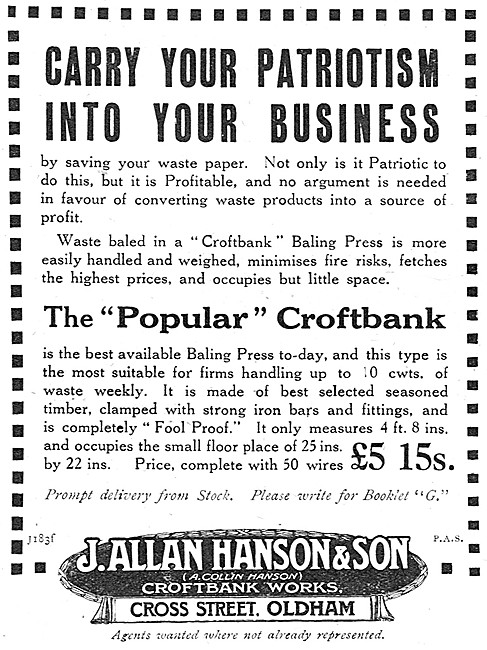 CARRY YOUR PATRIOTISM
INTO YOUR BUSINESS
by saving your waste paper. Not only is it Patriotic to
do this, but it is Profitable, and no argument is needed
in favour of converting waste products into a source of
profit.
Waste baled in a "Croftbank" Baling Press is more
easily handled and weighed, minimises fire risks, fetches
the highest prices, and occupies but little space.
The "Popular" Croftbank
is the best available Baling Press to-day, and this type is
the most suitable for firms handling up to 10 cwts. of
waste weekly. It is made of best selected seasoned
timber, clamped with strong iron bars and fittings, and
is completely "Fool Proof." It only measures 4 ft. 8 ins.
and occupies the small floor place of 25 ins.
by 22 ins. Price, complete with 50 wires £5 15s.
Prompt delivery from Stock. Please write for Booklet "G."
J183f
P.A.S.
J. ALLAN HANSON & SON
(A. COLLIN HANSON)
CROFTBANK WORKS,
CROSS STREET, OLDHAM
Agents wanted where not already represented.